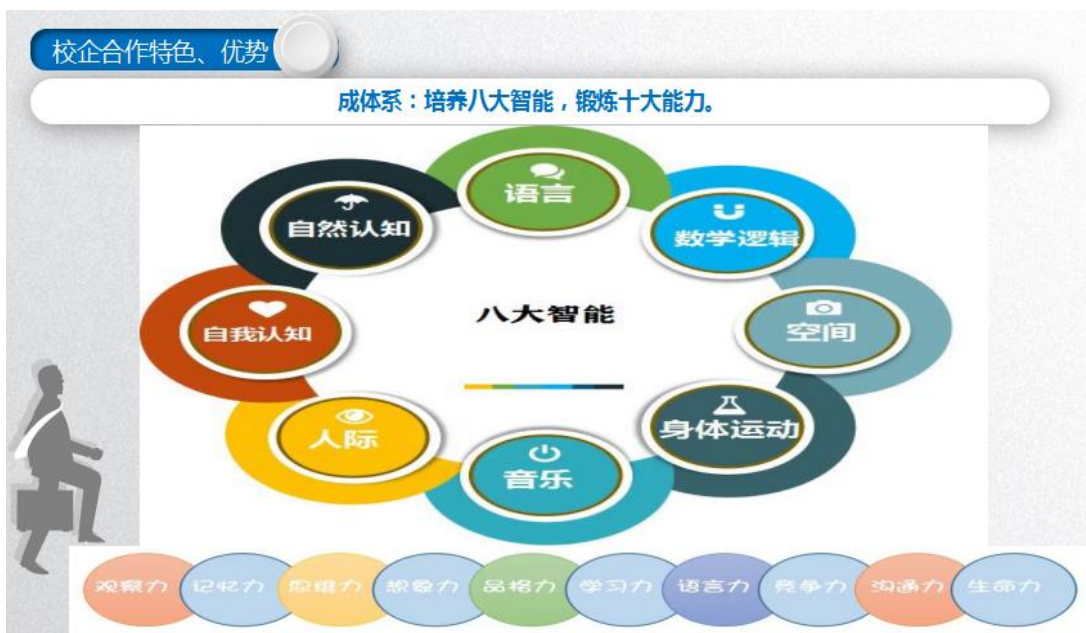 校企合作特色、优势
成体系：培养八大智能，锻炼十大能力。
语言
自然认知
数学逻辑
八大智能
自我认知
空间
人际
身体运动
音乐
观察力 记忆力 思维力 想象力 品格力 学习力 语言力 竞争力 沟通力 生命力